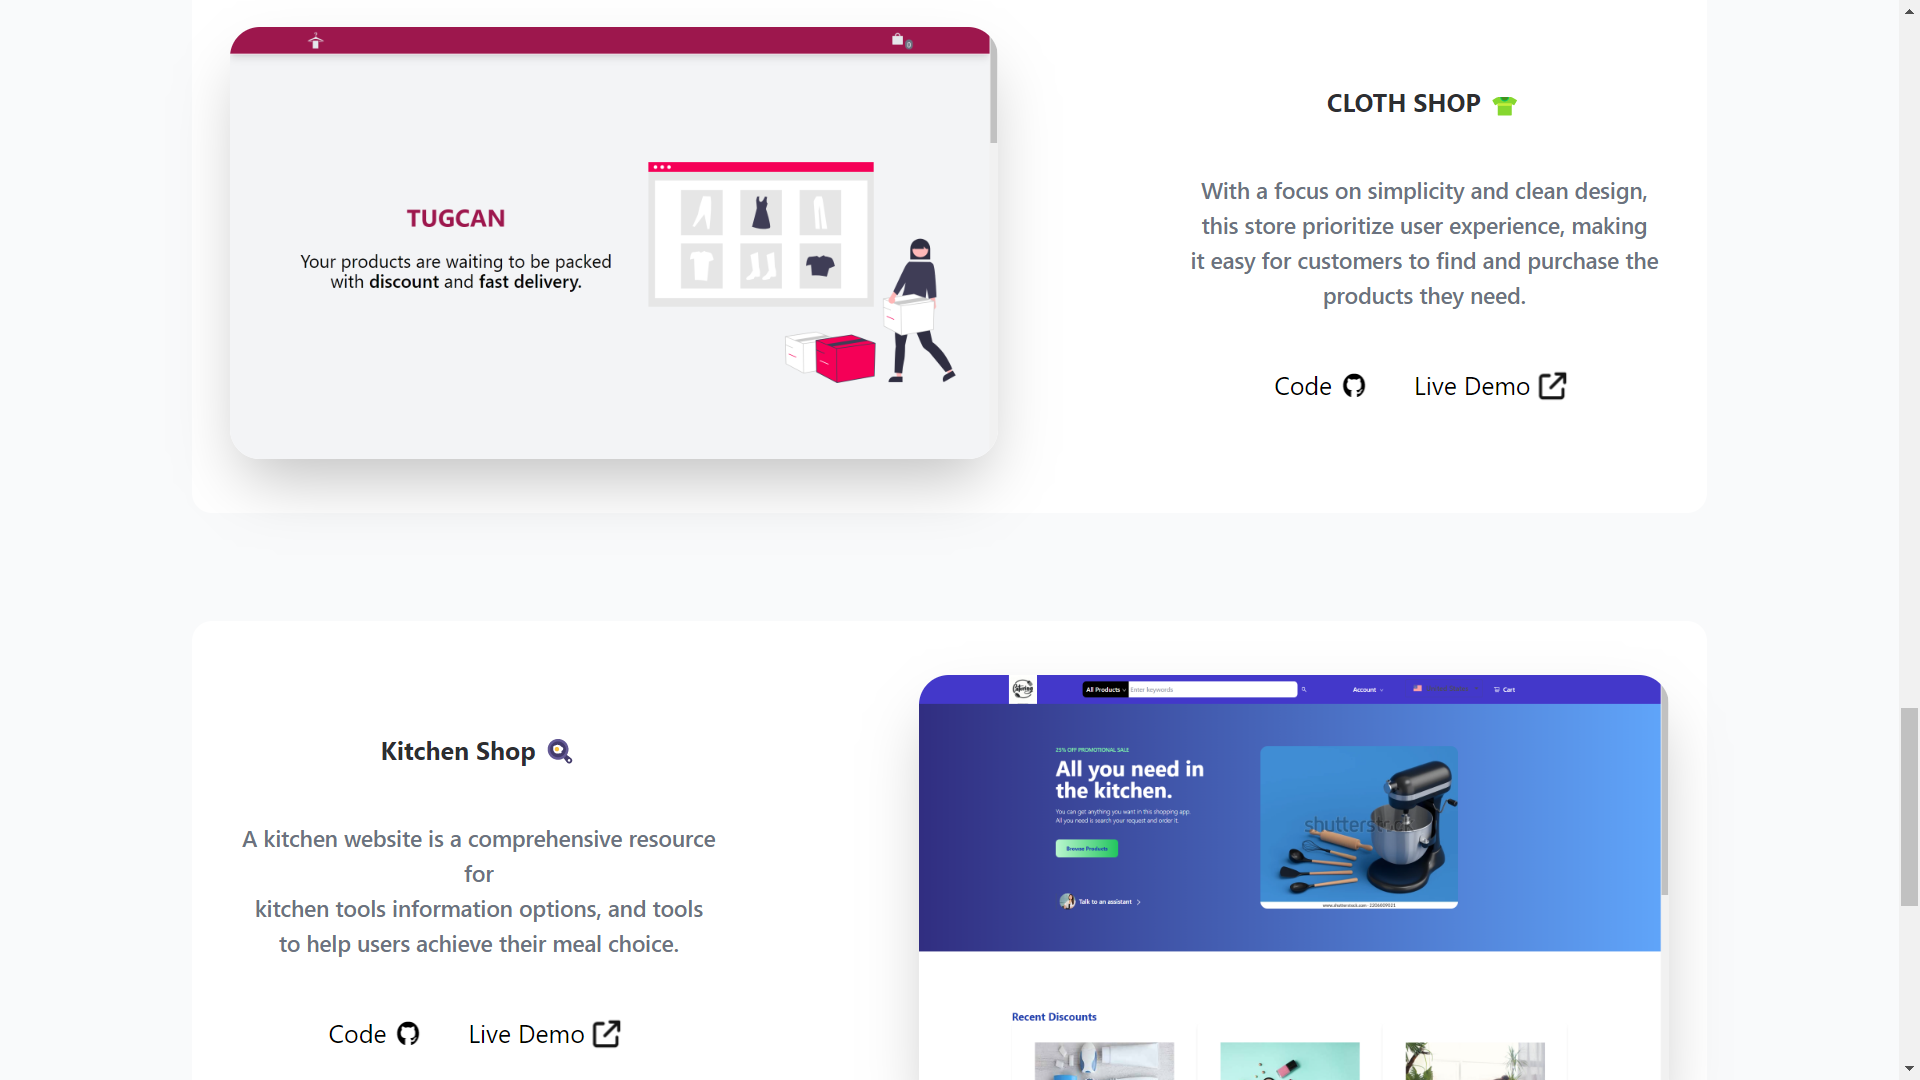 0
TUGCAN
Your products are waiting to be packed
with discount and fast delivery.
CLOTH SHOP
With a focus on simplicity and clean design,
this store prioritize user experience, making
it easy for customers to find and purchase the
products they need.
Code
Live Demo
Kitchen Shop
A kitchen website is a comprehensive resource
for
kitchen tools information options, and tools
to help users achieve their meal choice.
Code
Live Demo
All Products
Enter keywords
Account
Cart
25% OFF PROMOTIONAL SALE
All you need in
the kitchen.
You can get anything you want in this shopping app.
All you need is search your request and order it.
Browse Products
Talk to an assistant
shutterstock
Recent Discounts